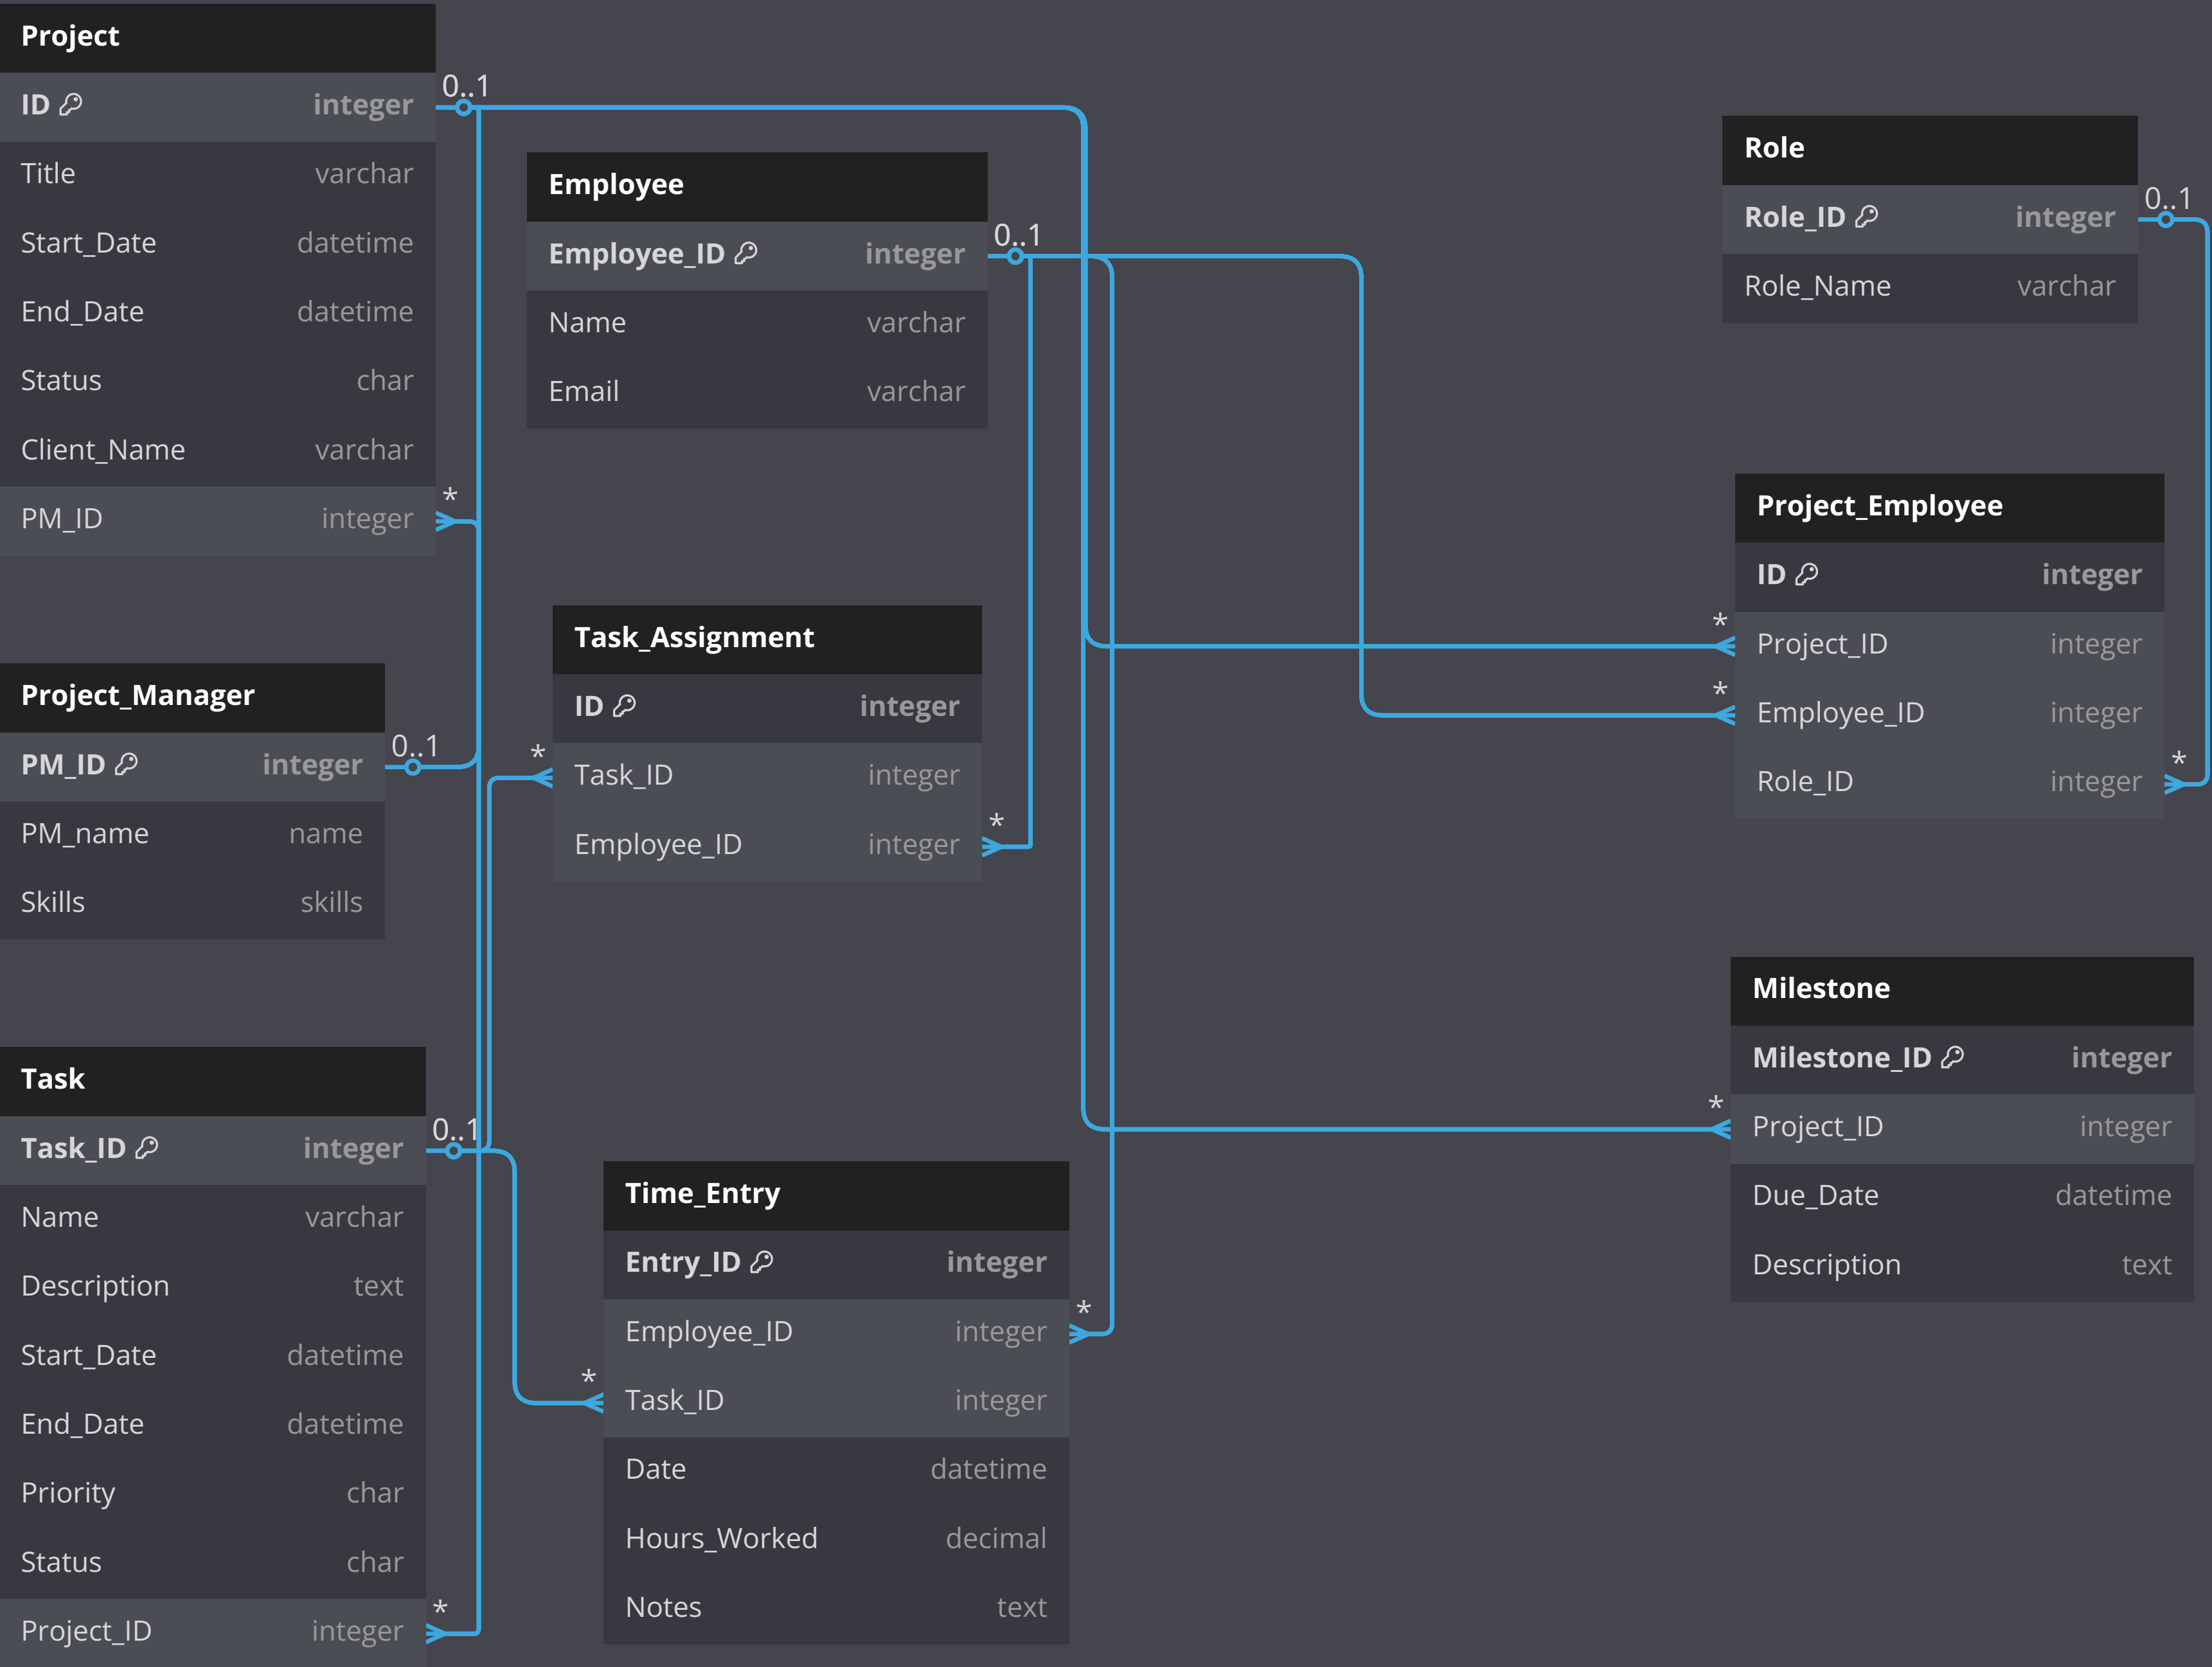 Project
ID integer
Title varchar
Start_Date datetime
End_Date datetime
Status char
Client_Name varchar
PM_ID integer
0..1
*
Employee
Employee_ID integer
Name varchar
Email varchar
0..1
Role
Role_ID integer
Role_Name varchar
0..1
Project_Employee
ID integer
* Project_ID integer
* Employee_ID integer
Role_ID integer *
Project_Manager
PM_ID integer
PM_name name
Skills skills
0..1
Task_Assignment
ID integer
* Task_ID integer
Employee_ID integer *
Milestone
Milestone_ID integer
* Project_ID integer
Due_Date datetime
Description text
Task
Task_ID integer
Name varchar
Description text
Start_Date datetime
End_Date datetime
Priority char
Status char
Project_ID integer
0..1
*
Time_Entry
Entry_ID integer
Employee_ID integer *
* Task_ID integer
Date datetime
Hours_Worked decimal
Notes text